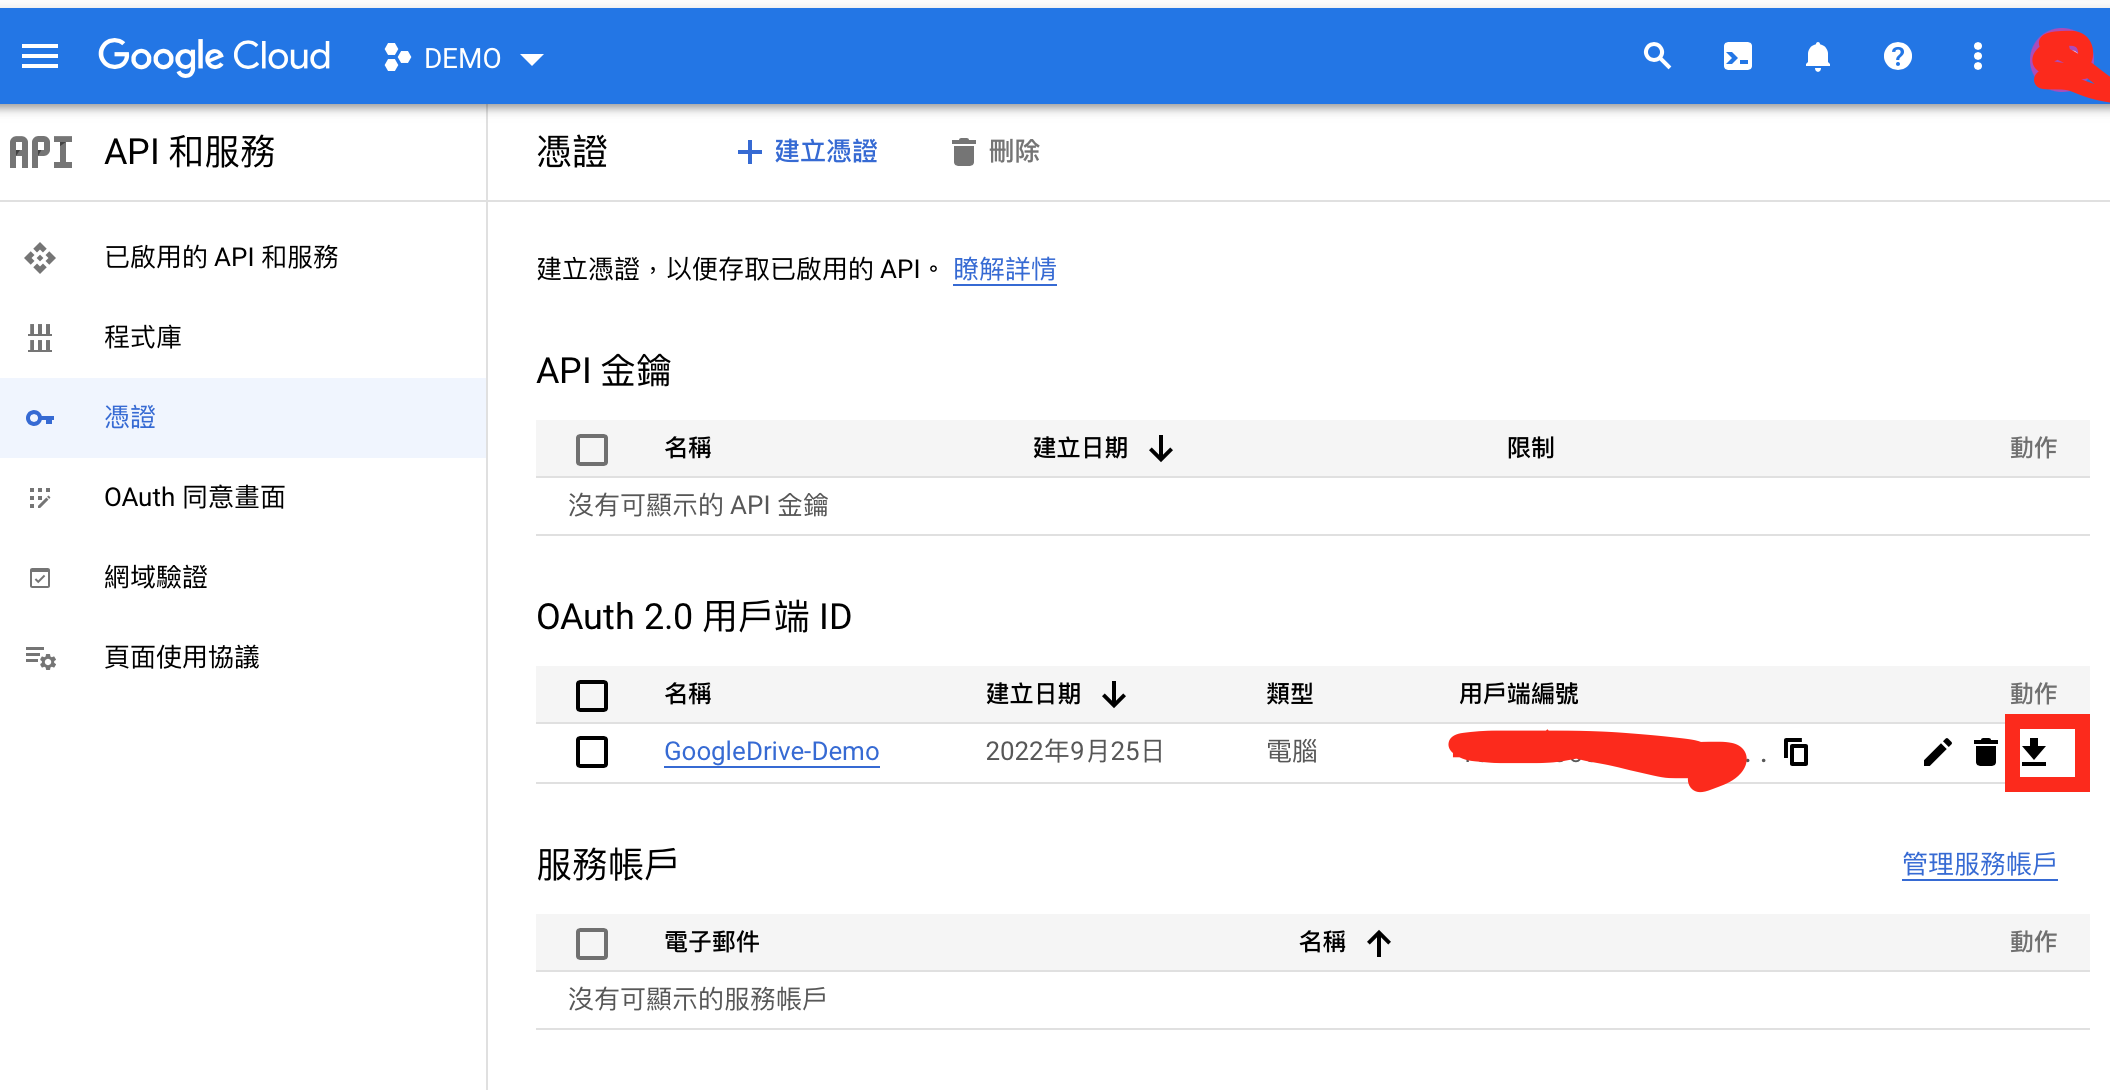 Google Cloud
DEMO
API
API 和服務
憑證
建立憑證
刪除
已啟用的 API 和服務
程式庫
憑證
OAuth 同意畫面
網域驗證
頁面使用協議
建立憑證，以便存取已啟用的 API。 瞭解詳情
API 金鑰
名稱 建立日期 限制 動作
沒有可顯示的 API 金鑰
OAuth 2.0 用戶端 ID
名稱 建立日期 類型 用戶端編號 動作
GoogleDrive-Demo 2022年9月25日 電腦
服務帳戶
管理服務帳戶
電子郵件 名稱 動作
沒有可顯示的服務帳戶